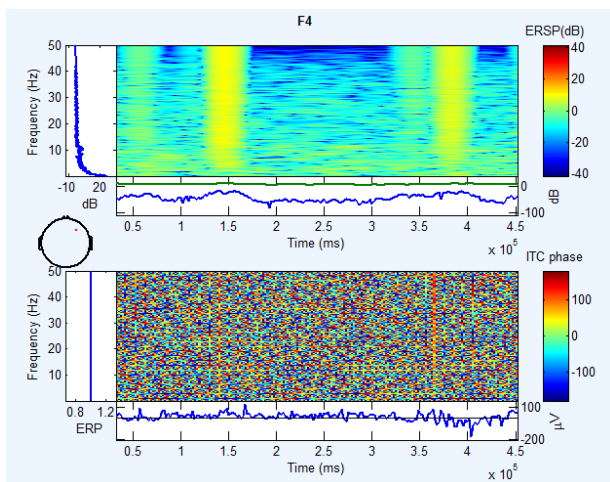 F4
ERSP(dB)
50
40
30
20
10
Frequency (Hz)
40
20
0
-20
-40
-10 20
dB
0
-100
dB
0.5 1 1.5 2 2.5 3 3.5 4 4.5
Time (ms)
x 10^5
ITC phase
50
40
30
20
10
Frequency (Hz)
100
0
-100
0.8 1.2
ERP
100
-200
µV
0.5 1 1.5 2 2.5 3 3.5 4 4.5
Time (ms)
x 10^5